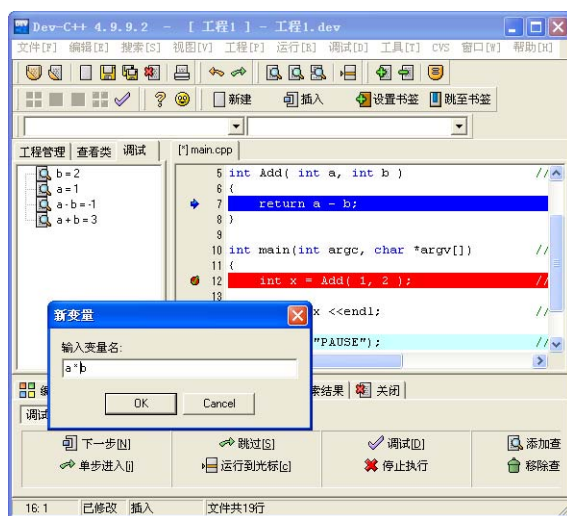 Dev-C++ 4.9.9.2 - [ 工程1 ] - 工程1.dev
文件[F] 编辑[E] 搜索[S] 视图[V] 工程[P] 运行[R] 调试[D] 工具[T] CVS 窗口[W] 帮助[H]
新建 插入 设置书签 跳至书签
工程管理 查看类 调试 [*] main.cpp
b = 2
a = 1
a - b = -1
a + b = 3
5 int Add( int a, int b ) //
6 {
7 return a - b;
8 }
9
10 int main(int argc, char *argv[]) //
11 {
12 int x = Add( 1, 2 ); //
13
x <<endl; //
"PAUSE"); //
新变量
输入变量名:
a*b
OK Cancel
索结果 关闭
调试
下一步[N] 跳过[S] 调试[D] 添加查
单步进入[i] 运行到光标[c] 停止执行 移除查
16: 1 已修改 插入 文件共19行